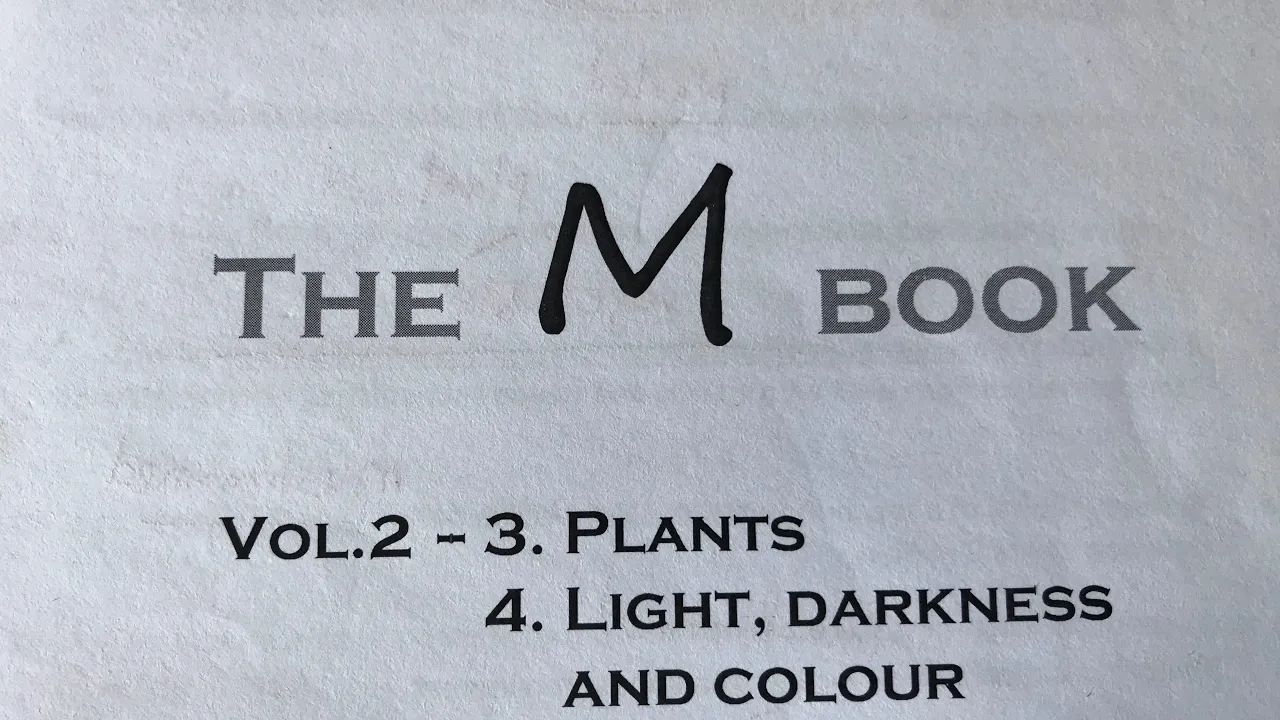 THE M BOOK
VOL.2 - 3. PLANTS
4. LIGHT, DARKNESS
AND COLOUR